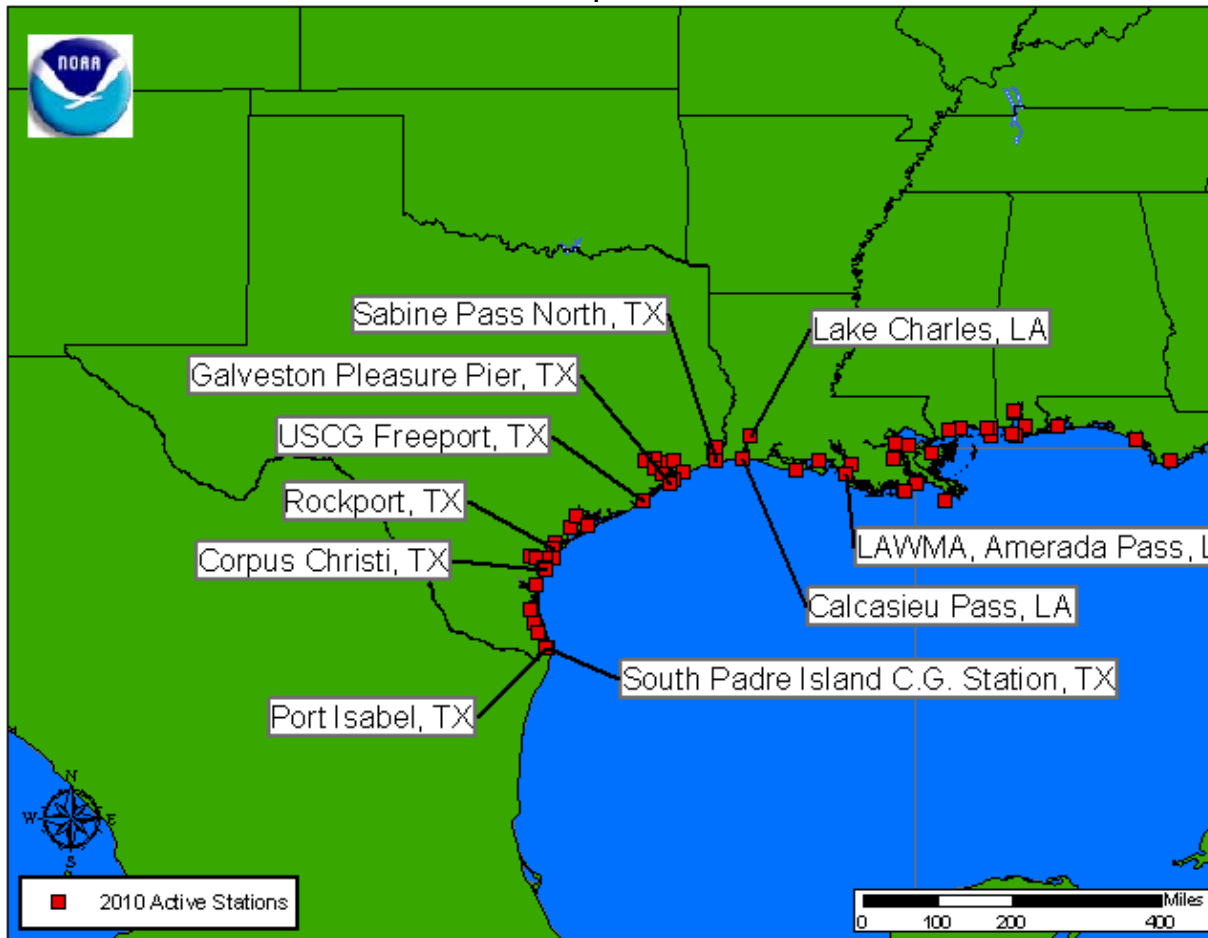 NOAA
Sabine Pass North, TX
Lake Charles, LA
Galveston Pleasure Pier, TX
USCG Freeport, TX
Rockport, TX
LAWMA, Amerada Pass, L
Corpus Christi, TX
Calcasieu Pass, LA
South Padre Island C.G. Station, TX
Port Isabel, TX
N
W E
S
2010 Active Stations
Miles
0 100 200 400